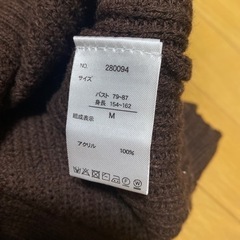 NO. 280094
サイズ
バスト 79-87
身長 154-162
M
組成表示
アクリル 100%